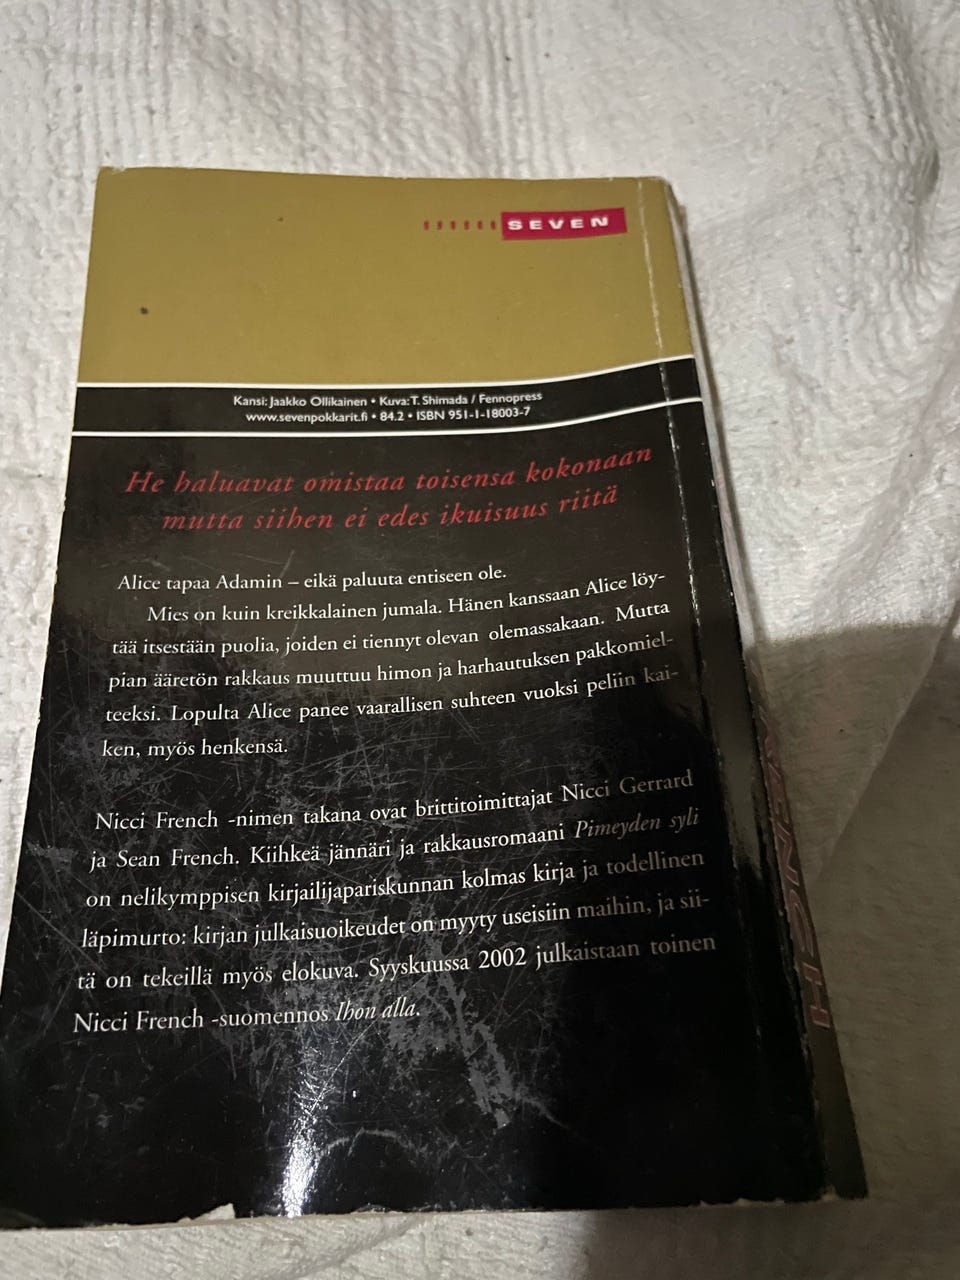 SEVEN
Kansi: Jaakko Ollikainen • Kuva: T. Shimada / Fennopress
www.sevenpokkarit.fi • 84.2 • ISBN 951-1-18003-7
He haluavat omistaa toisensa kokonaan
mutta siihen ei edes ikuisuus riitä
Alice tapaa Adamin – eikä paluuta entiseen ole.
Mies on kuin kreikkalainen jumala. Hänen kanssaan Alice löy-
tää itsestään puolia, joiden ei tiennyt olevan olemassakaan. Mutta
pian ääretön rakkaus muuttuu himon ja harhautuksen pakkomiel-
teeksi. Lopulta Alice panee vaarallisen suhteen vuoksi peliin kai-
ken, myös henkensä.
Nicci French -nimen takana ovat brittitoimittajat Nicci Gerrard
ja Sean French. Kiihkeä jännäri ja rakkausromaani Pimeyden syli
on nelikymppisen kirjailijapariskunnan kolmas kirja ja todellinen
läpimurto: kirjan julkaisuoikeudet on myyty useisiin maihin, ja sii-
tä on tekeillä myös elokuva. Syyskuussa 2002 julkaistaan toinen
Nicci French -suomennos Ihon alla.